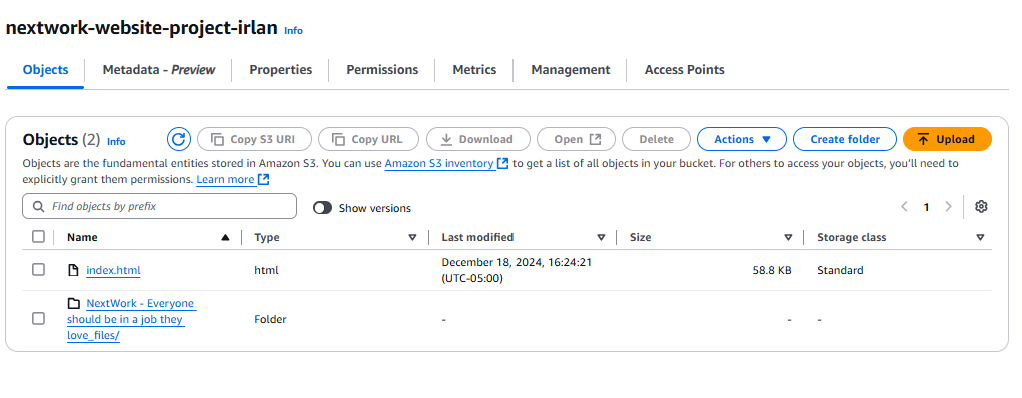 nextwork-website-project-irlan Info
Objects Metadata - Preview Properties Permissions Metrics Management Access Points
Objects (2) Info Copy S3 URI Copy URL Download Open Delete Actions Create folder Upload
Objects are the fundamental entities stored in Amazon S3. You can use Amazon S3 inventory to get a list of all objects in your bucket. For others to access your objects, you'll need to
explicitly grant them permissions. Learn more
Find objects by prefix Show versions 1
Name Type Last modified Size Storage class
index.html html December 18, 2024, 16:24:21 58.8 KB Standard
(UTC-05:00)
NextWork - Everyone
should be in a job they Folder - - -
love_files/